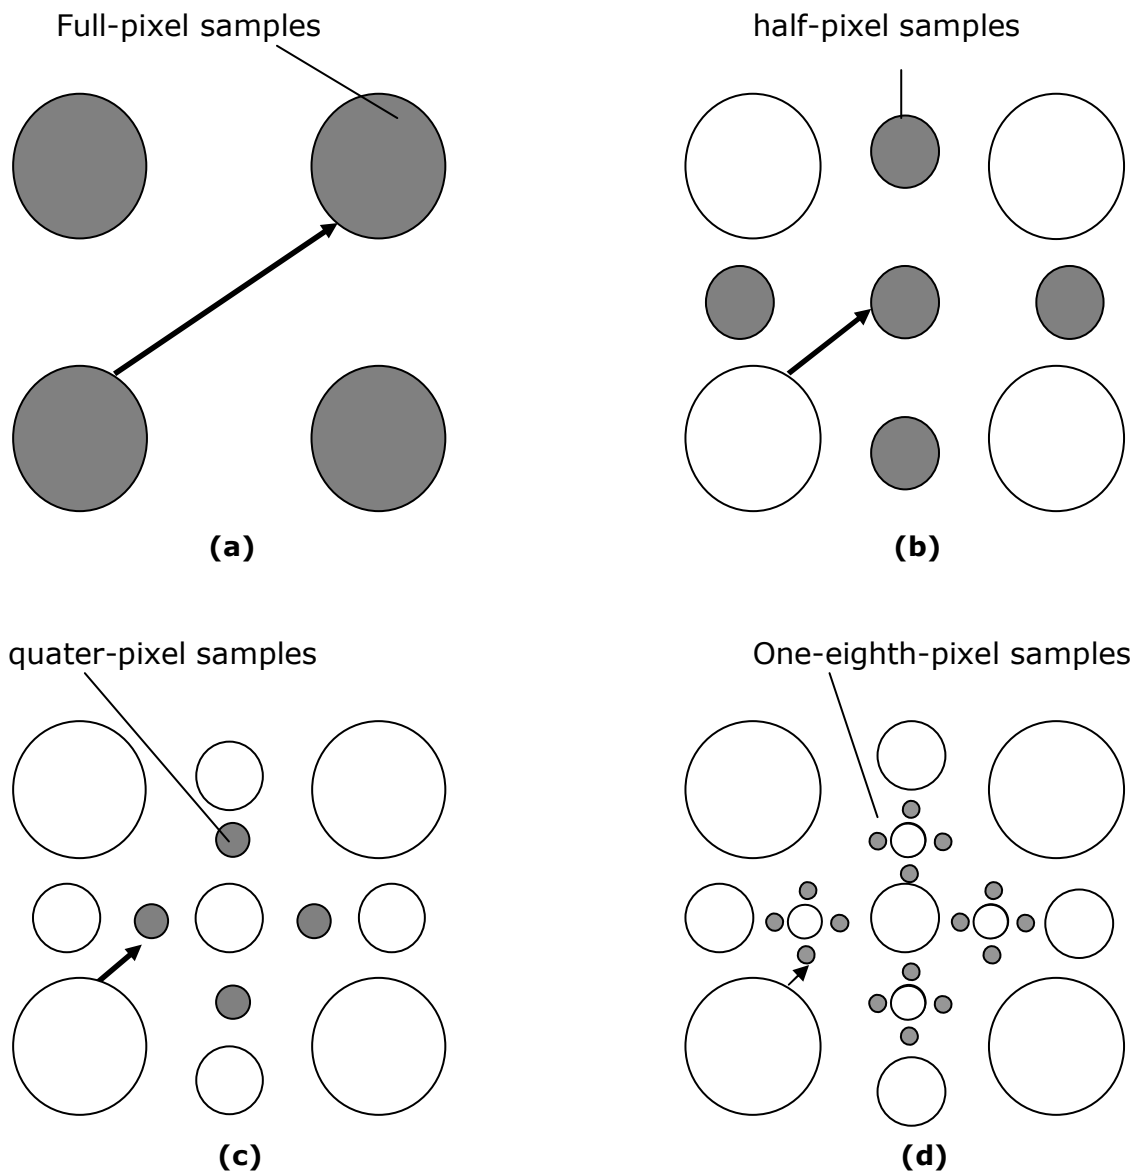 Full-pixel samples
half-pixel samples
(a)
(b)
quater-pixel samples
One-eighth-pixel samples
(c)
(d)